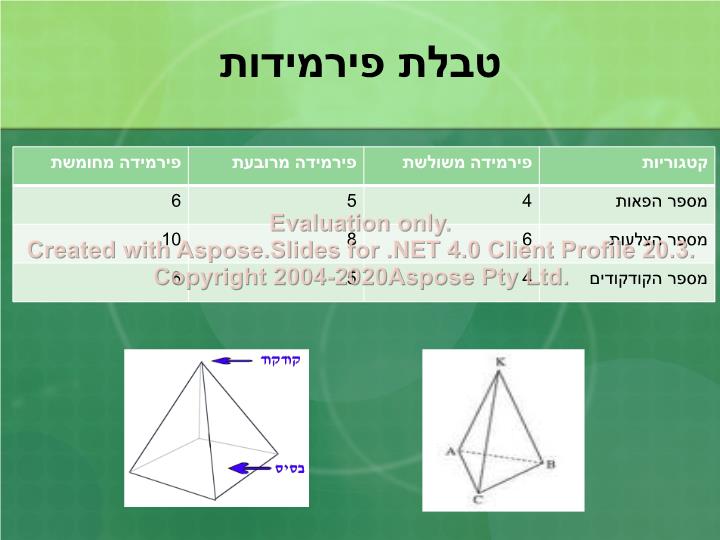 טבלת פירמידות
קטגוריות פירמידה משולשת פירמידה מרובעת פירמידה מחומשת
מספר הפאות 4 5 6
מספר הצלעות 6 8 10
מספר הקודקודים 4 5 6
Evaluation only.
Created with Aspose.Slides for .NET 4.0 Client Profile 20.3.
Copyright 2004-2020Aspose Pty Ltd.
קודקוד
בסיס
K
A
B
C